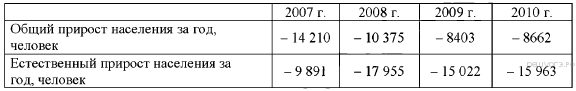 2007 г. 2008 г. 2009 г. 2010 г.
Общий прирост населения за год, человек – 14 210 – 10 375 – 8403 – 8662
Естественный прирост населения за год, человек – 9 891 – 17 955 – 15 022 – 15 963